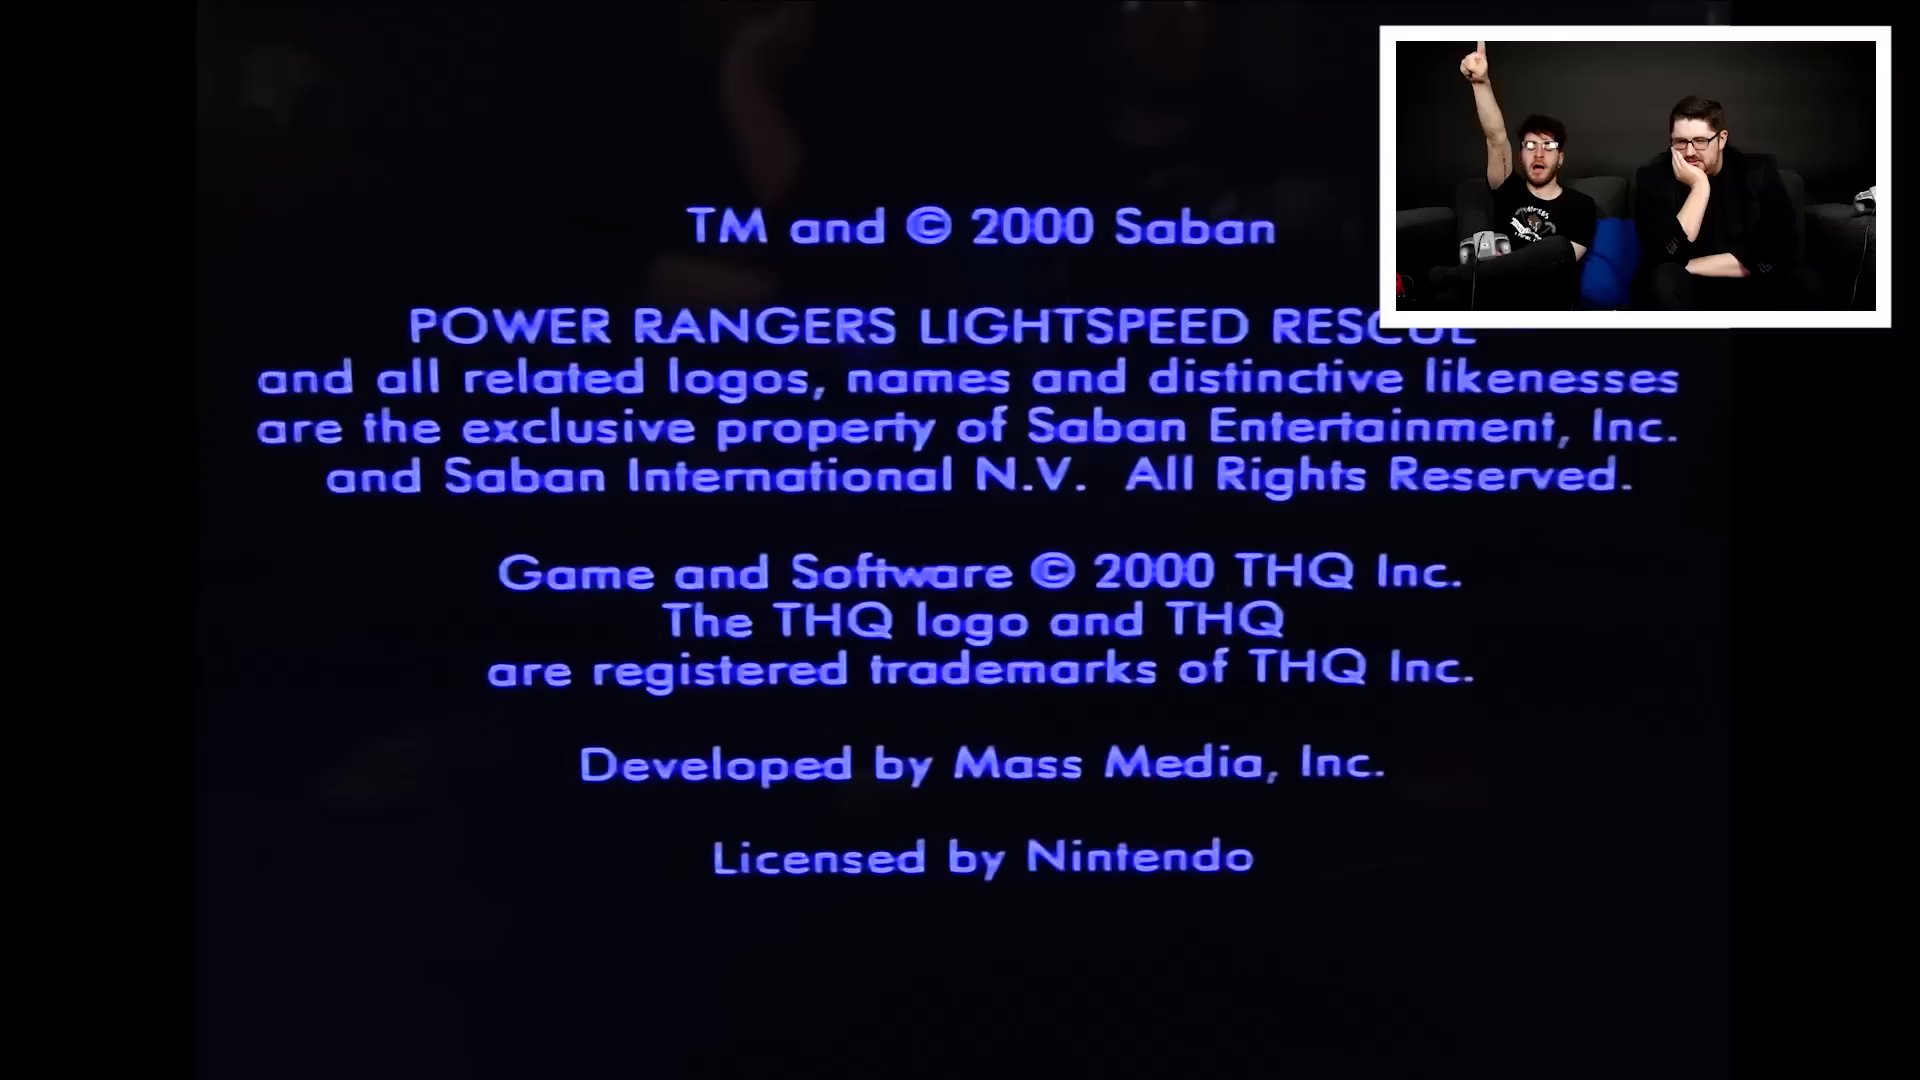 TM and © 2000 Saban
POWER RANGERS LIGHTSPEED RESCUE
and all related logos, names and distinctive likenesses
are the exclusive property of Saban Entertainment, Inc.
and Saban International N.V. All Rights Reserved.
Game and Software © 2000 THQ Inc.
The THQ logo and THQ
are registered trademarks of THQ Inc.
Developed by Mass Media, Inc.
Licensed by Nintendo